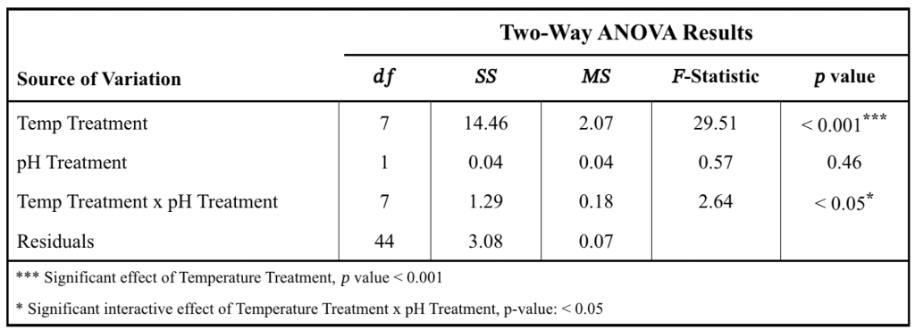 Two-Way ANOVA Results
Source of Variation df SS MS F-Statistic p value
Temp Treatment 7 14.46 2.07 29.51 < 0.001***
pH Treatment 1 0.04 0.04 0.57 0.46
Temp Treatment x pH Treatment 7 1.29 0.18 2.64 < 0.05*
Residuals 44 3.08 0.07
*** Significant effect of Temperature Treatment, p value < 0.001
* Significant interactive effect of Temperature Treatment x pH Treatment, p-value: < 0.05